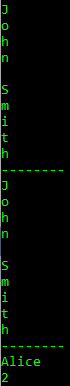 J
o
h
n

S
m
i
t
h
--------
J
o
h
n

S
m
i
t
h
--------
Alice
2